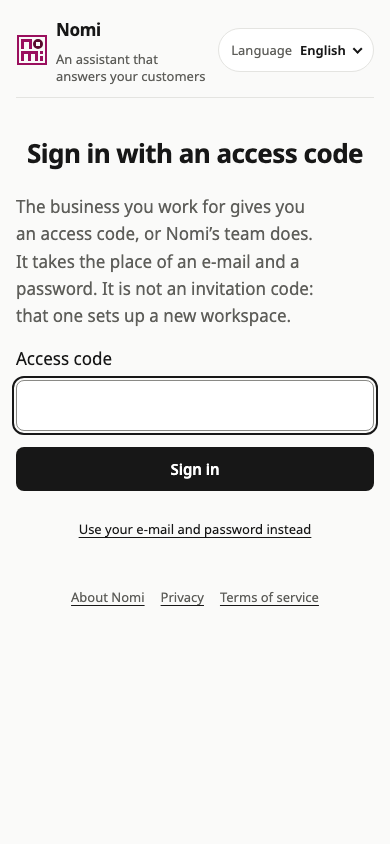 Nomi
An assistant that
answers your customers
Language English
Sign in with an access code
The business you work for gives you
an access code, or Nomi’s team does.
It takes the place of an e-mail and a
password. It is not an invitation code:
that one sets up a new workspace.
Access code
Sign in
Use your e-mail and password instead
About Nomi Privacy Terms of service